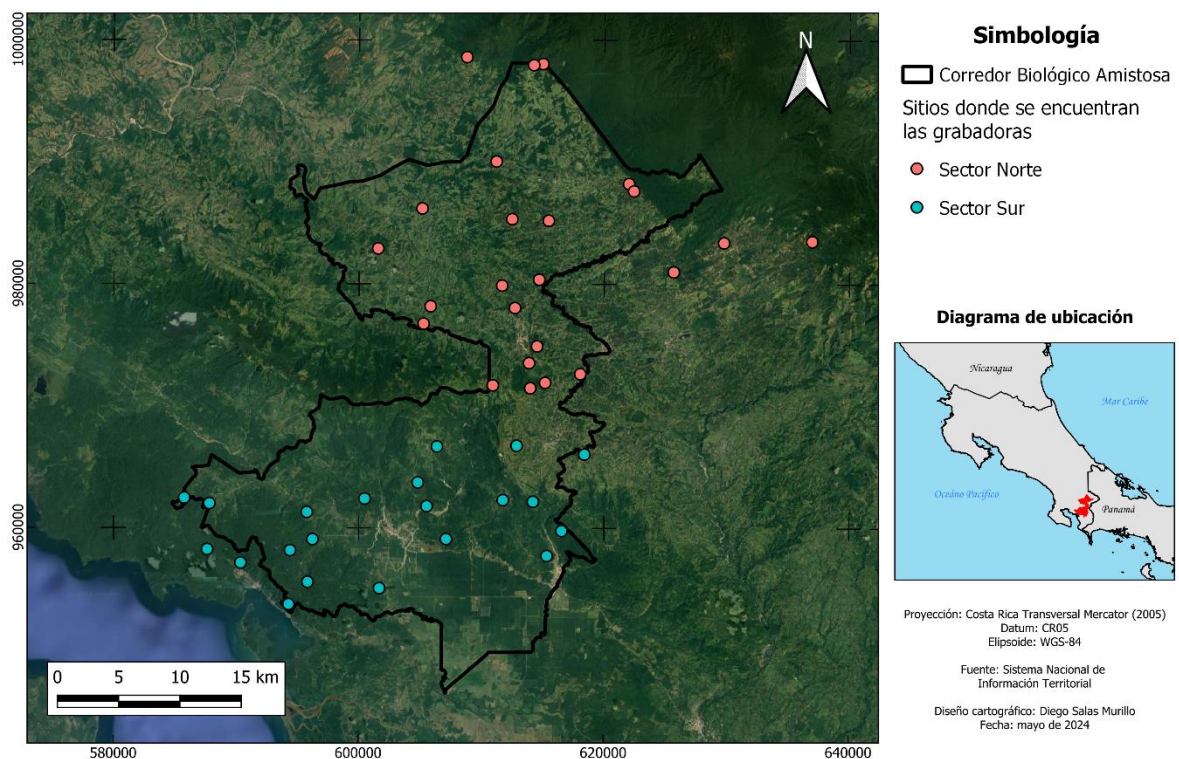 N
1000000
980000
960000
0 5 10 15 km
580000 600000 620000 640000
Simbología
Corredor Biológico Amistosa
Sitios donde se encuentran
las grabadoras
Sector Norte
Sector Sur
Diagrama de ubicación
Nicaragua
Mar Caribe
Océano Pacífico
Panamá
Proyección: Costa Rica Transversal Mercator (2005)
Datum: CR05
Elipsoide: WGS-84
Fuente: Sistema Nacional de
Información Territorial
Diseño cartográfico: Diego Salas Murillo
Fecha: mayo de 2024